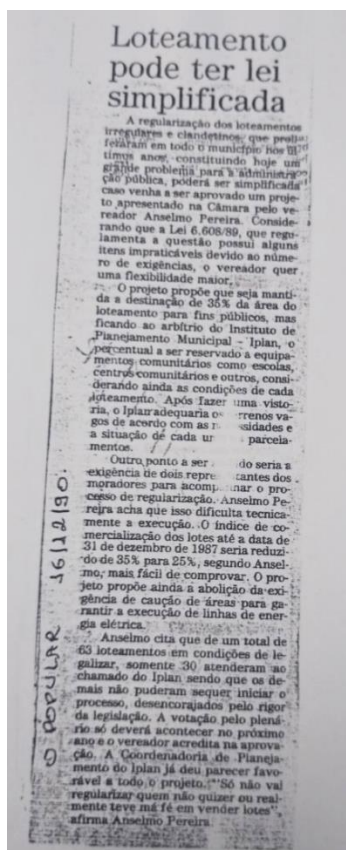 Loteamento
pode ter lei
simplificada
A regularização dos loteamentos
irregulares e clandetinos, que proli-
feraram em todo o município nos úl-
timus anos, constituindo hoje um
grande problema para a administra-
ção pública, poderá ser simplificada
caso venha a ser aprovado um proje-
to apresentado na Câmara pelo ve-
reador Anselmo Pereira. Conside-
rando que a Lei 6.608/89, que regu-
lamenta a questão possui alguns
itens impraticáveis devido ao núme-
ro de exigências, o vereador quer
uma flexibilidade maior.
O projeto propõe que seja manti-
da a destinação de 35% da área do
loteamento para fins públicos, mas
ficando ao arbítrio do Instituto de
Planejamento Municipal - Iplan, o
percentual a ser reservado a equipa-
mentos comunitários como escolas,
centros comunitários e outros, consi-
derando ainda as condições de cada
loteamento. Após fazer uma visto-
ria, o Iplan adequaria o rrenos va-
gos de acordo com as n ssidades e
a situação de cada ur parcela-
mentos.
Outro ponto a ser do seria a
exigência de dois repre tantes dos
moradores para acomp nar o pro-
cesso de regularização. Anselmo Pe-
reira acha que isso dificulta tecnica-
mente a execução. O índice de co-
mercialização dos lotes até a data de
31 de dezembro de 1987 seria reduzi-
do de 35% para 25%, segundo Ansel-
mo, mais fácil de comprovar. O pro-
jeto propõe ainda a abolição da exi-
gência de caução de áreas para ga-
rantir a execução de linhas de ener-
gia elétrica.
Anselmo cita que de um total de
63 loteamentos em condições de le-
galizar, somente 30 atenderam ao
chamado do Iplan sendo que os de-
mais não puderam sequer iniciar o
processo, desencorajados pelo rigor
da legislação. A votação pelo plená-
rio só deverá acontecer no próximo
ano e o vereador acredita na aprova-
ção. A Coordenadoria de Planeja-
mento do Iplan já deu parecer favo-
rável a todo o projeto. "Só não vai
regularizar quem não quizer ou real-
mente teve má fé em vender lotes",
afirma Anselmo Pereira.
O POPULAR 16/12/90